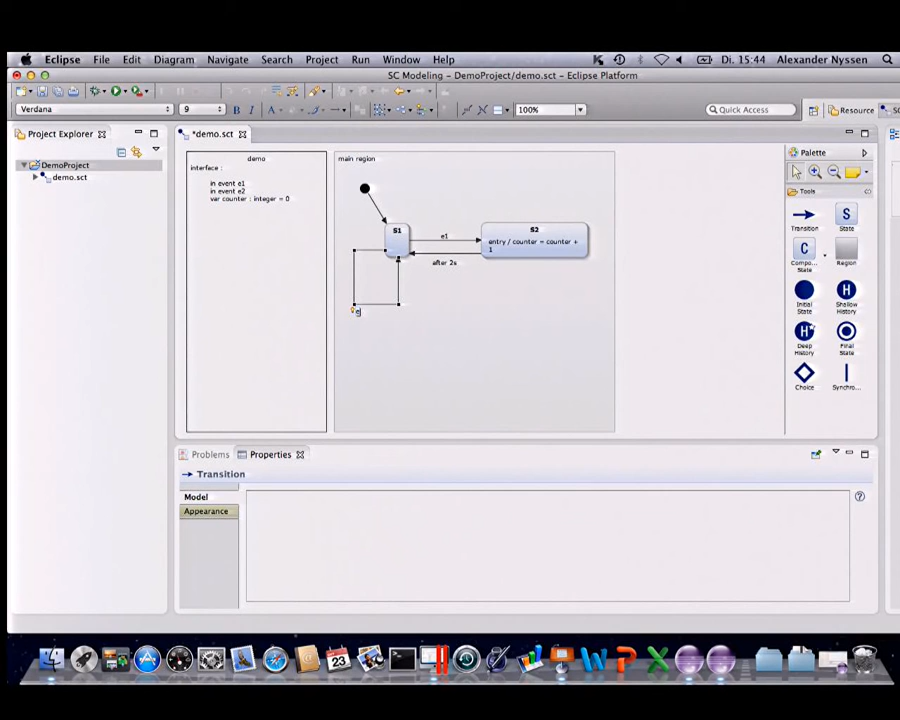 Eclipse File Edit Diagram Navigate Search Project Run Window Help Di. 15:44 Alexander Nyssen
SC Modeling - DemoProject/demo.sct - Eclipse Platform
Verdana 9 B I A 100% Quick Access Resource SC
Project Explorer
*demo.sct
DemoProject
demo.sct
demo
interface :
in event e1
in event e2
var counter : integer = 0
main region
S1
e1
after 2s
S2
entry / counter = counter +
1
e
Palette
Tools
Transition
State
Compo...
State
Region
Initial
State
Shallow
History
Deep
History
Final
State
Choice
Synchro...
Problems
Properties
Transition
Model
Appearance
23